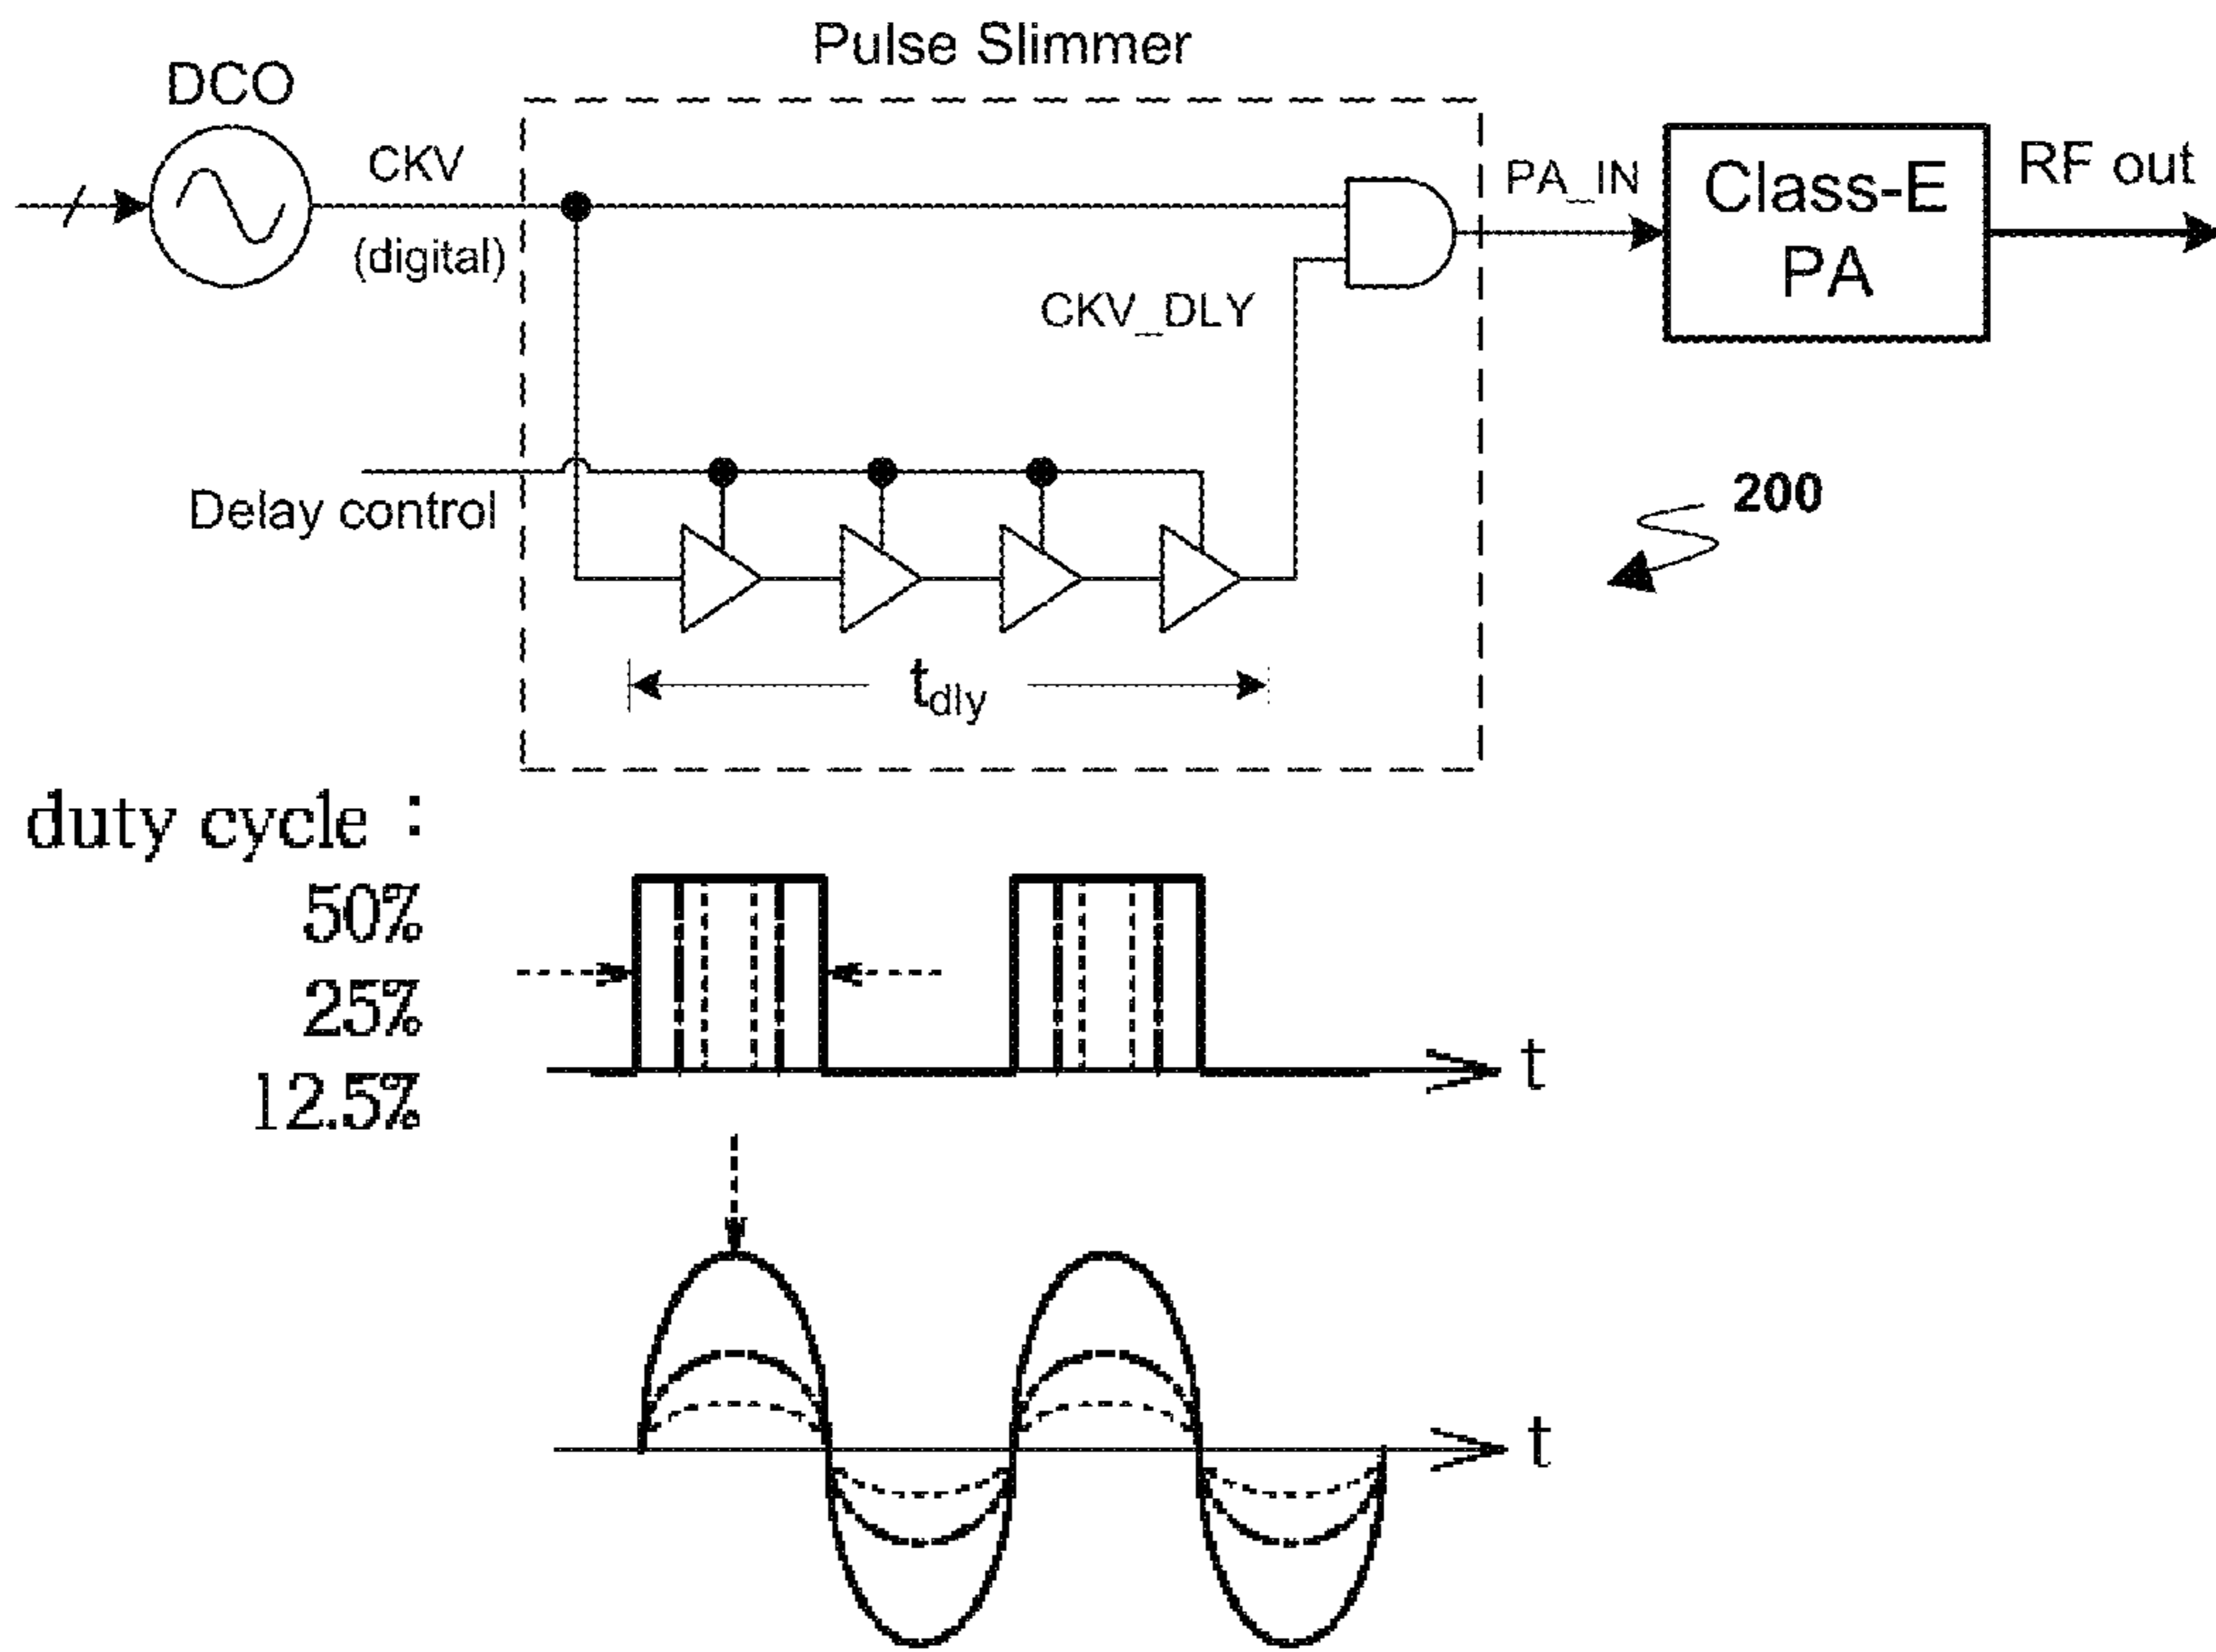 Pulse Slimmer
DCO
CKV
(digital)
PA_IN
Class-E
PA
RF out
CKV_DLY
Delay control
200
tdly
duty cycle :
50%
25%
12.5%
t
t